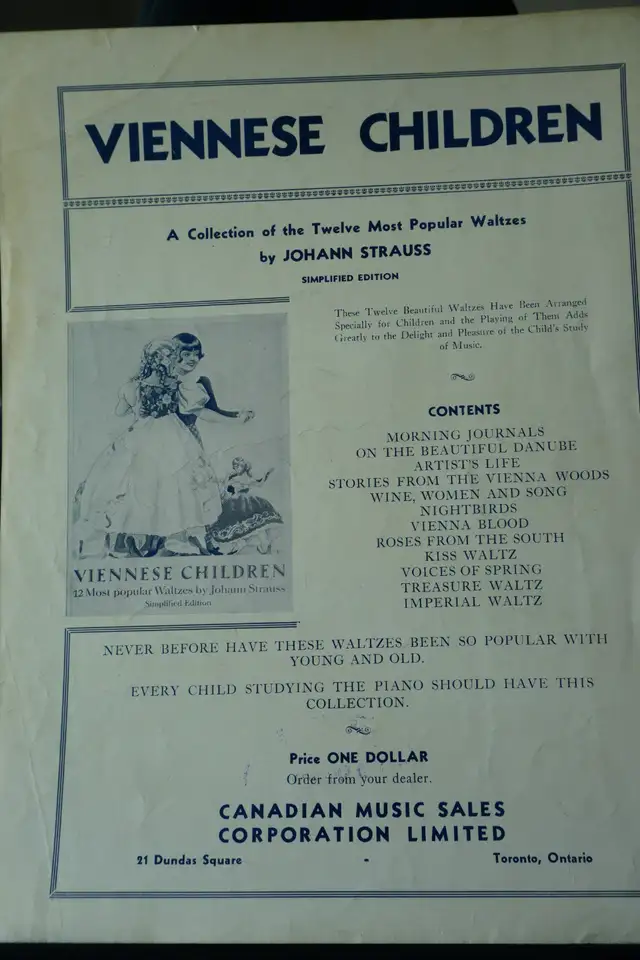 VIENNESE CHILDREN
A Collection of the Twelve Most Popular Waltzes
by JOHANN STRAUSS
SIMPLIFIED EDITION
These Twelve Beautiful Waltzes Have Been Arranged
Specially for Children and the Playing of Them Adds
Greatly to the Delight and Pleasure of the Child's Study
of Music.
CONTENTS
MORNING JOURNALS
ON THE BEAUTIFUL DANUBE
ARTIST'S LIFE
STORIES FROM THE VIENNA WOODS
WINE, WOMEN AND SONG
NIGHTBIRDS
VIENNA BLOOD
ROSES FROM THE SOUTH
KISS WALTZ
VOICES OF SPRING
TREASURE WALTZ
IMPERIAL WALTZ
VIENNESE CHILDREN
12 Most popular Waltzes by Johann Strauss
Simplified Edition
NEVER BEFORE HAVE THESE WALTZES BEEN SO POPULAR WITH
YOUNG AND OLD.
EVERY CHILD STUDYING THE PIANO SHOULD HAVE THIS
COLLECTION.
Price ONE DOLLAR
Order from your dealer.
CANADIAN MUSIC SALES
CORPORATION LIMITED
21 Dundas Square - Toronto, Ontario